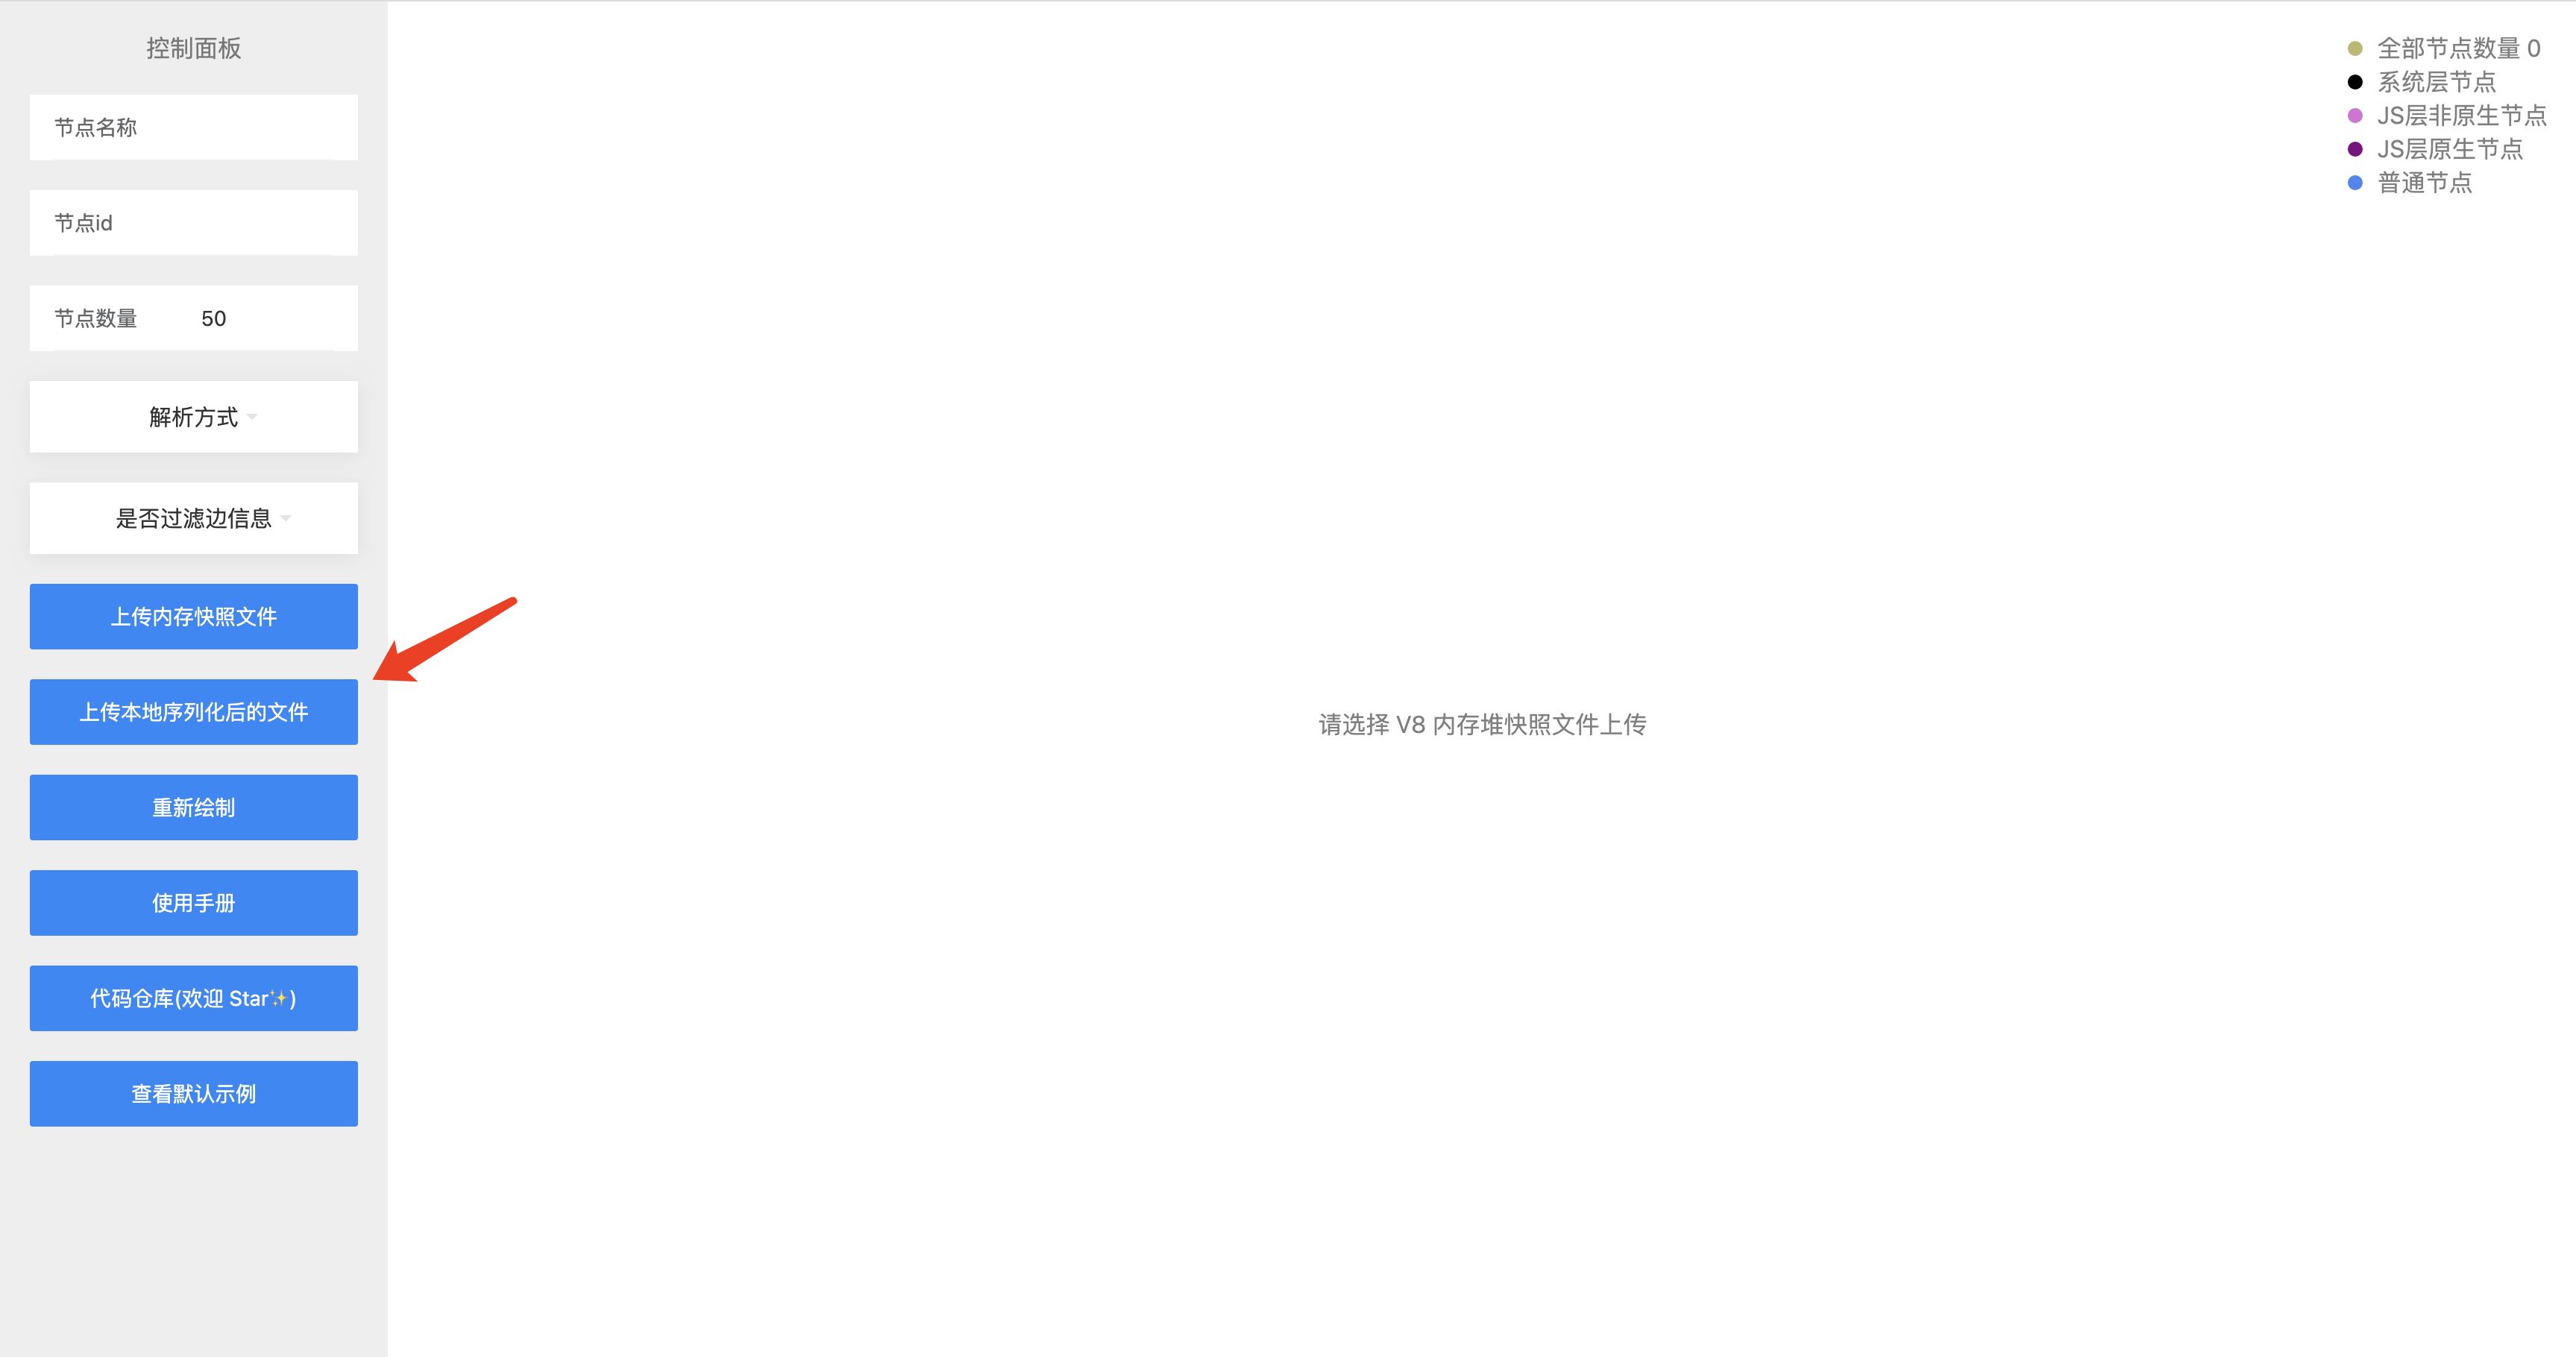 控制面板
节点名称
节点id
节点数量 50
解析方式
是否过滤边信息
上传内存快照文件
上传本地序列化后的文件
重新绘制
使用手册
代码仓库(欢迎 Star✨)
查看默认示例
请选择 V8 内存堆快照文件上传
全部节点数量 0
系统层节点
JS层非原生节点
JS层原生节点
普通节点